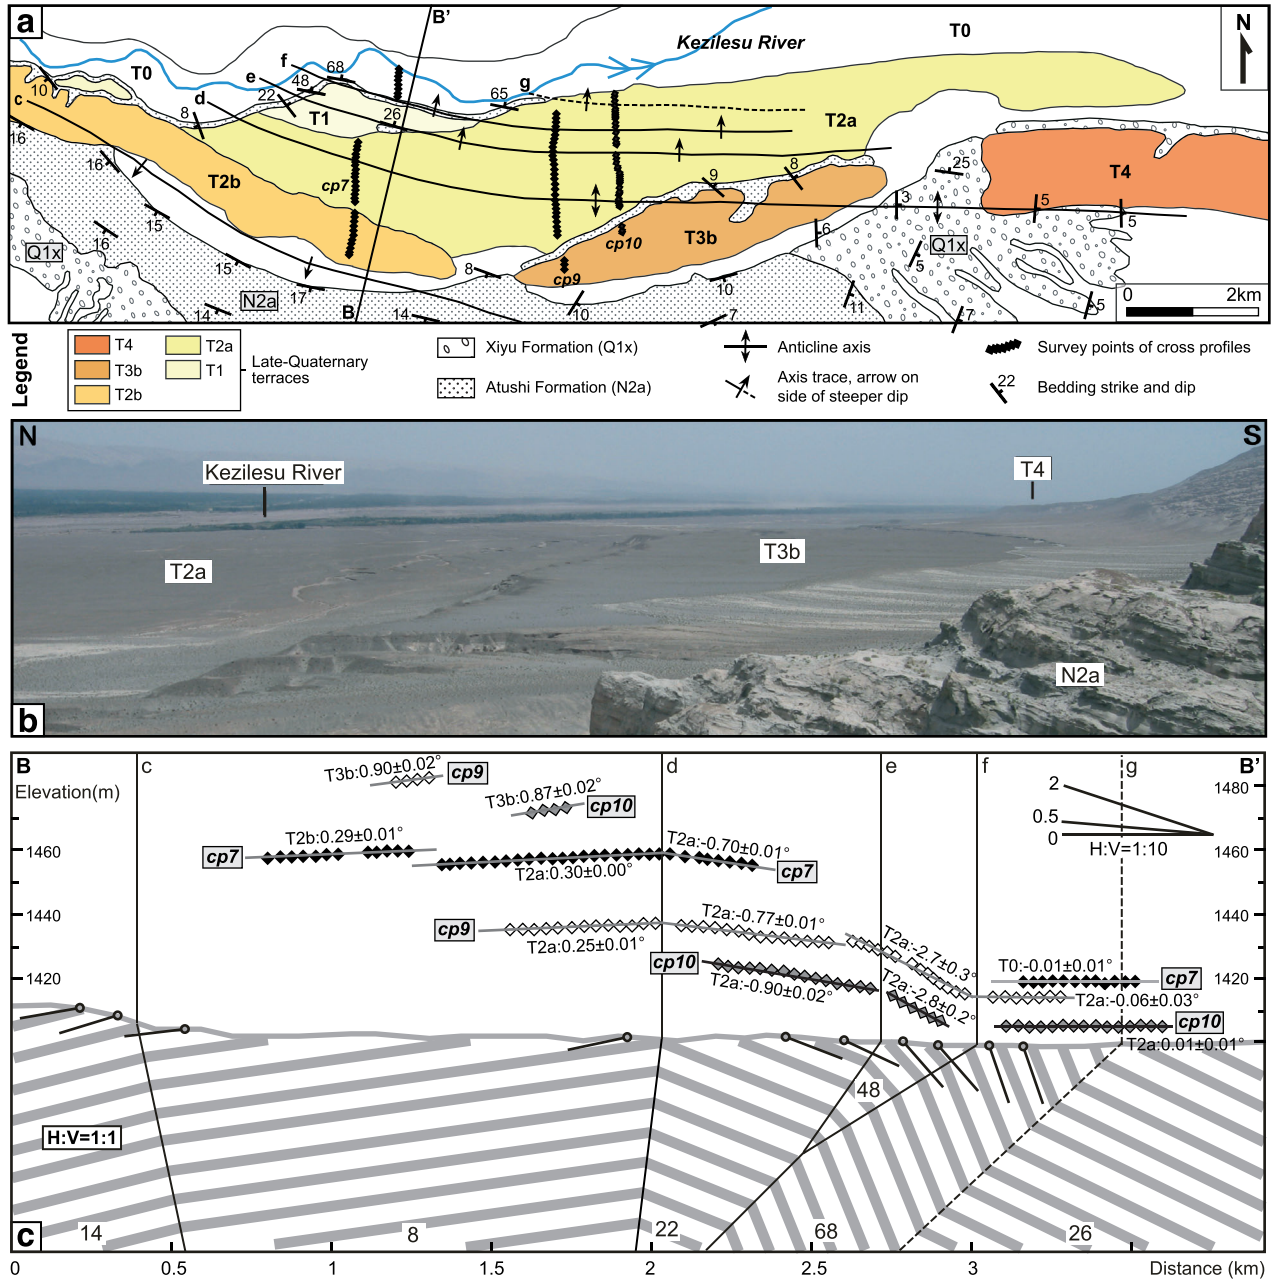 a
B'
N
T0
Kezilesu River
T0
f
68
e
48
g
10
22
65
c
d
8
T1
26
T2a
16
16
T2b
cp7
9
8
25
T4
15
3
5
5
16
Q1x
6
T3b
cp10
Q1x
5
15
8
cp9
10
N2a
17
11
5
14
B
14
10
7
7
0 2km
Legend
T4
T3b
T2b
T2a
T1
Late-Quaternary
terraces
Xiyu Formation (Q1x)
Atushi Formation (N2a)
Anticline axis
Axis trace, arrow on
side of steeper dip
Survey points of cross profiles
22
Bedding strike and dip
N
S
Kezilesu River
T4
T2a
T3b
N2a
b
B
c
d
e
f
g
B'
Elevation(m)
1480
1460
1440
1420
1480
1460
1440
1420
T3b:0.90±0.02°
cp9
T3b:0.87±0.02°
cp10
2
0.5
0
H:V=1:10
cp7
T2b:0.29±0.01°
T2a:0.30±0.00°
T2a:-0.70±0.01°
cp7
cp9
T2a:0.25±0.01°
T2a:-0.77±0.01°
T2a:-2.7±0.3°
cp10
T2a:-0.90±0.02°
T2a:-2.8±0.2°
T0:-0.01±0.01°
cp7
T2a:-0.06±0.03°
cp10
T2a:0.01±0.01°
48
H:V=1:1
c
14
8
22
68
26
0
0.5
1
1.5
2
2.5
3
Distance (km)